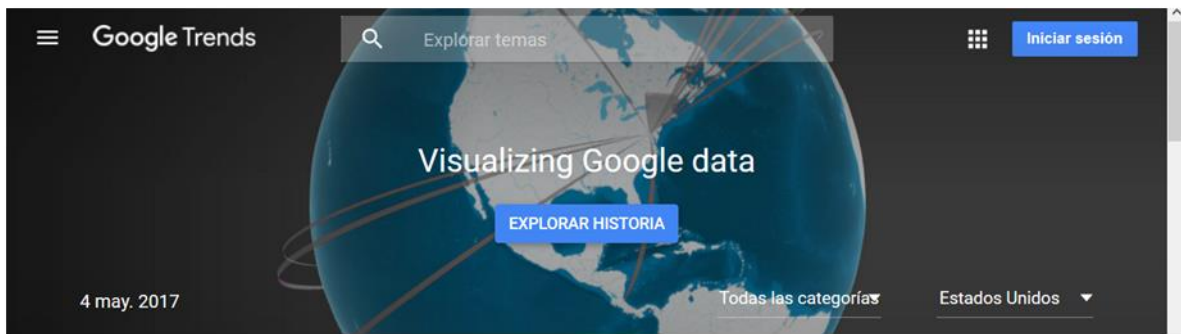 Google Trends
Explorar temas
Iniciar sesión
Visualizing Google data
EXPLORAR HISTORIA
4 may. 2017
Todas las categorías
Estados Unidos